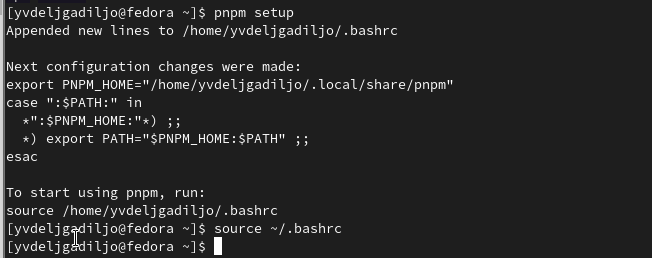 [yvdeljgadiljo@fedora ~]$ pnpm setup
Appended new lines to /home/yvdeljgadiljo/.bashrc

Next configuration changes were made:
export PNPM_HOME="/home/yvdeljgadiljo/.local/share/pnpm"
case ":$PATH:" in
  *":$PNPM_HOME:"*) ;;
  *) export PATH="$PNPM_HOME:$PATH" ;;
esac

To start using pnpm, run:
source /home/yvdeljgadiljo/.bashrc
[yvdeljgadiljo@fedora ~]$ source ~/.bashrc
[yvdeljgadiljo@fedora ~]$